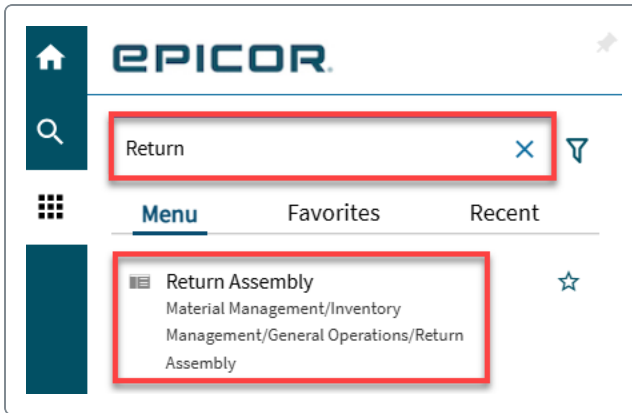 EPICOR.
Return
Menu Favorites Recent
Return Assembly
Material Management/Inventory
Management/General Operations/Return
Assembly